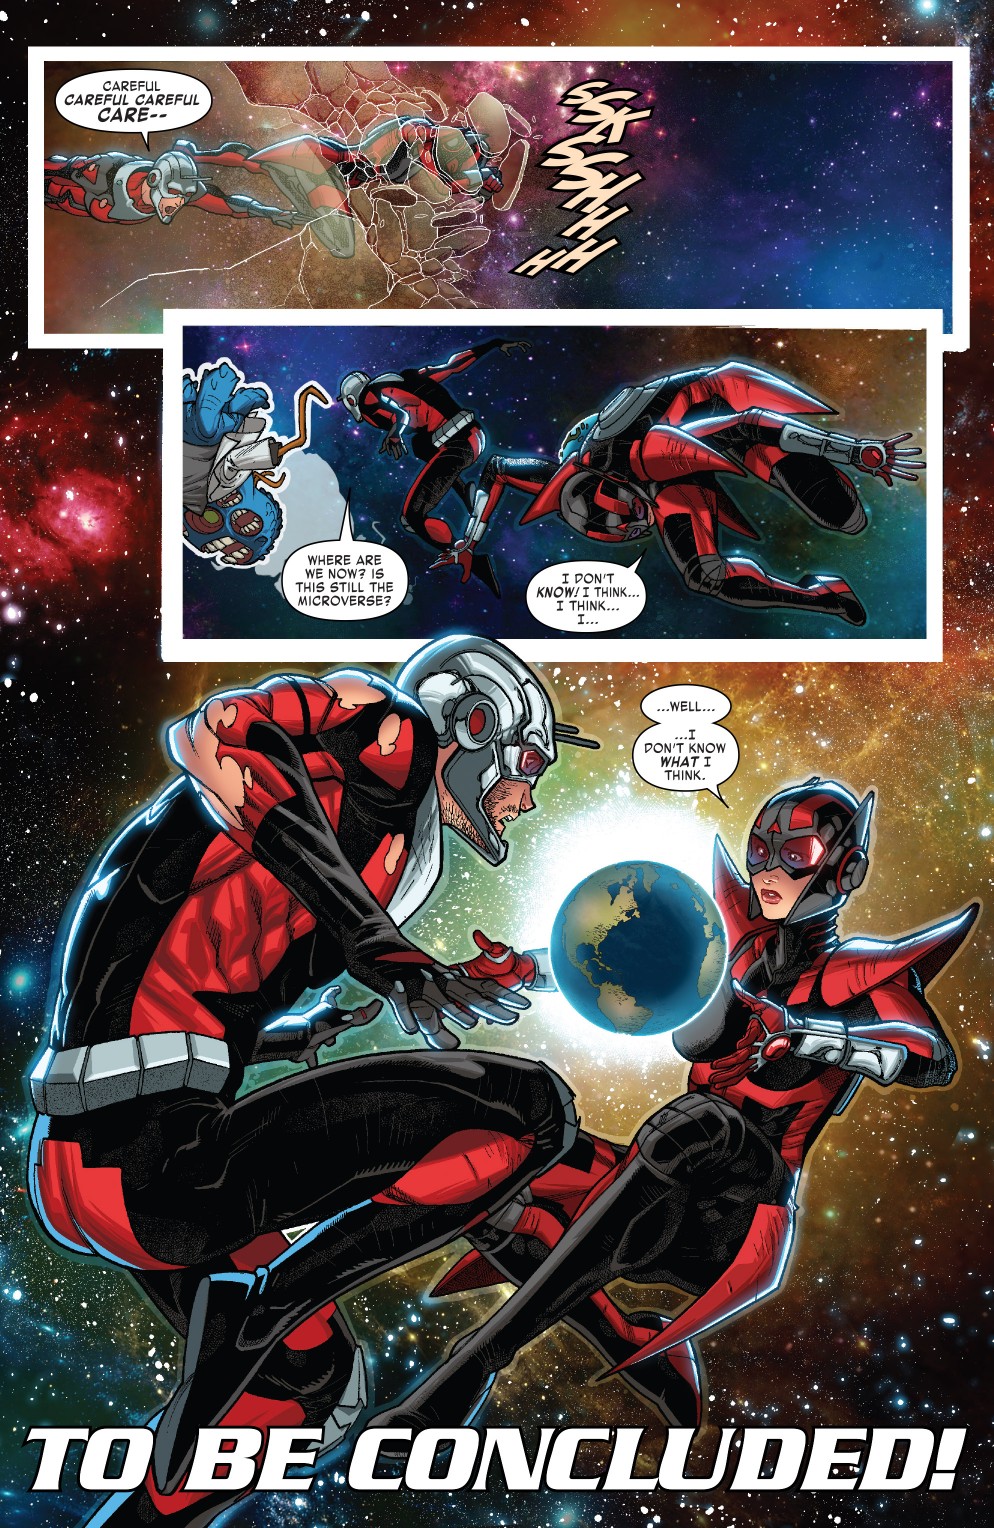 CAREFUL
CAREFUL CAREFUL
CARE--
SSKASSHHHHH
WHERE ARE
WE NOW? IS
THIS STILL THE
MICROVERSE?
I DON'T
KNOW! I THINK...
I THINK...
I...
...WELL...
...I
DON'T KNOW
WHAT I
THINK.
TO BE CONCLUDED!